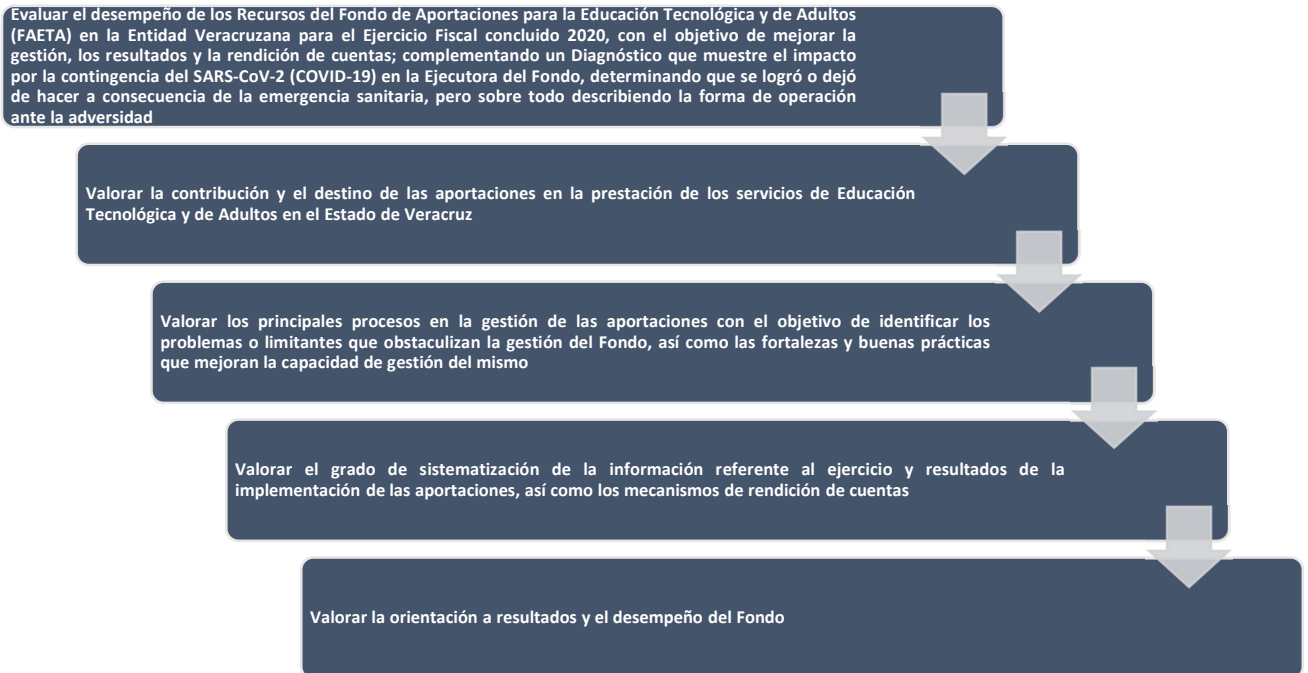 Evaluar el desempeño de los Recursos del Fondo de Aportaciones para la Educación Tecnológica y de Adultos
(FAETA) en la Entidad Veracruzana para el Ejercicio Fiscal concluido 2020, con el objetivo de mejorar la
gestión, los resultados y la rendición de cuentas; complementando un Diagnóstico que muestre el impacto
por la contingencia del SARS-CoV-2 (COVID-19) en la Ejecutora del Fondo, determinando que se logró o dejó
de hacer a consecuencia de la emergencia sanitaria, pero sobre todo describiendo la forma de operación
ante la adversidad
Valorar la contribución y el destino de las aportaciones en la prestación de los servicios de Educación
Tecnológica y de Adultos en el Estado de Veracruz
Valorar los principales procesos en la gestión de las aportaciones con el objetivo de identificar los
problemas o limitantes que obstaculizan la gestión del Fondo, así como las fortalezas y buenas prácticas
que mejoran la capacidad de gestión del mismo
Valorar el grado de sistematización de la información referente al ejercicio y resultados de la
implementación de las aportaciones, así como los mecanismos de rendición de cuentas
Valorar la orientación a resultados y el desempeño del Fondo